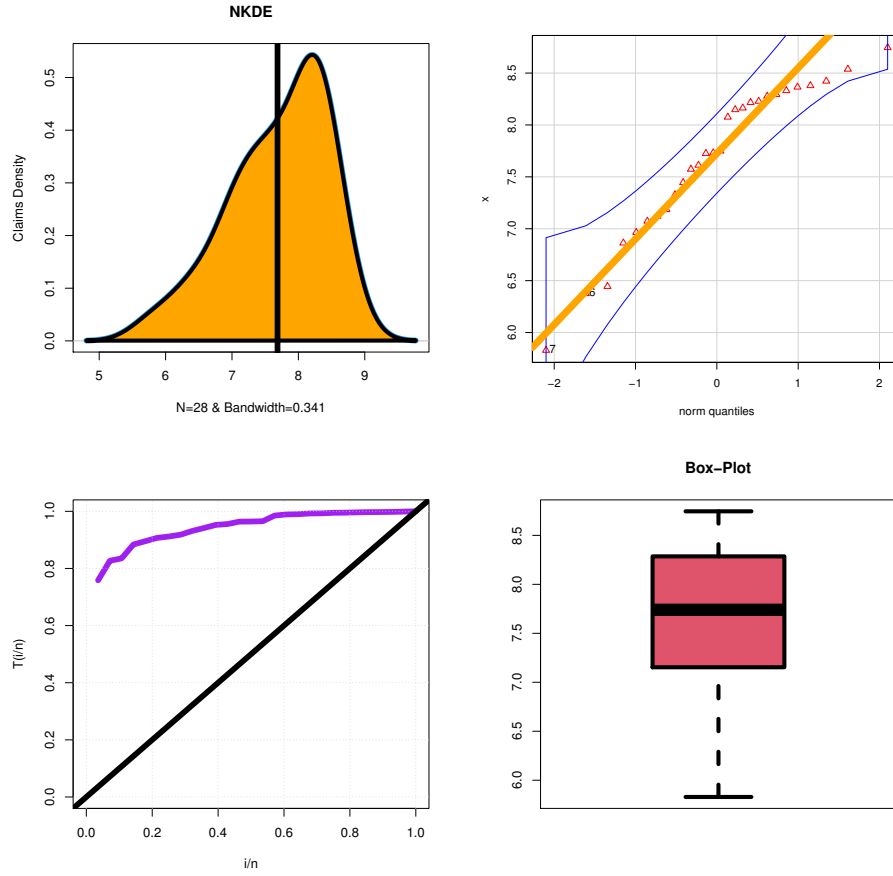 NKDE
Claims Density
0.0 0.1 0.2 0.3 0.4 0.5
5 6 7 8 9
N=28 & Bandwidth=0.341
x
6.0 6.5 7.0 7.5 8.0 8.5
7
6
−2 −1 0 1 2
norm quantiles
T(i/n)
0.0 0.2 0.4 0.6 0.8 1.0
0.0 0.2 0.4 0.6 0.8 1.0
i/n
Box−Plot
6.0 6.5 7.0 7.5 8.0 8.5